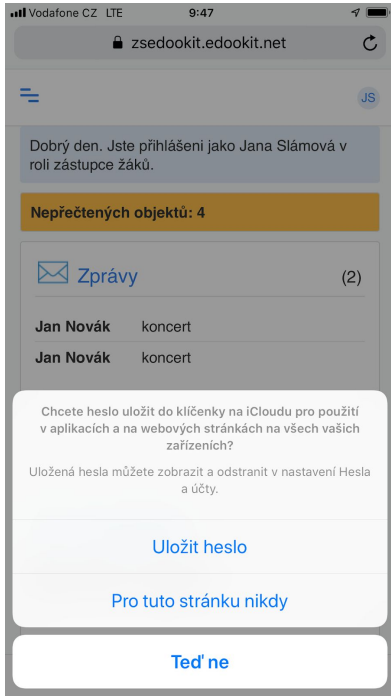 Vodafone CZ LTE 9:47
zsedookit.edookit.net
JS
Dobrý den. Jste přihlášeni jako Jana Slámová v
roli zástupce žáků.
Nepřečtených objektů: 4
Zprávy (2)
Jan Novák koncert
Jan Novák koncert
Chcete heslo uložit do klíčenky na iCloudu pro použití
v aplikacích a na webových stránkách na všech vašich
zařízeních?
Uložená hesla můžete zobrazit a odstranit v nastavení Hesla
a účty.
Uložit heslo
Pro tuto stránku nikdy
Teď ne